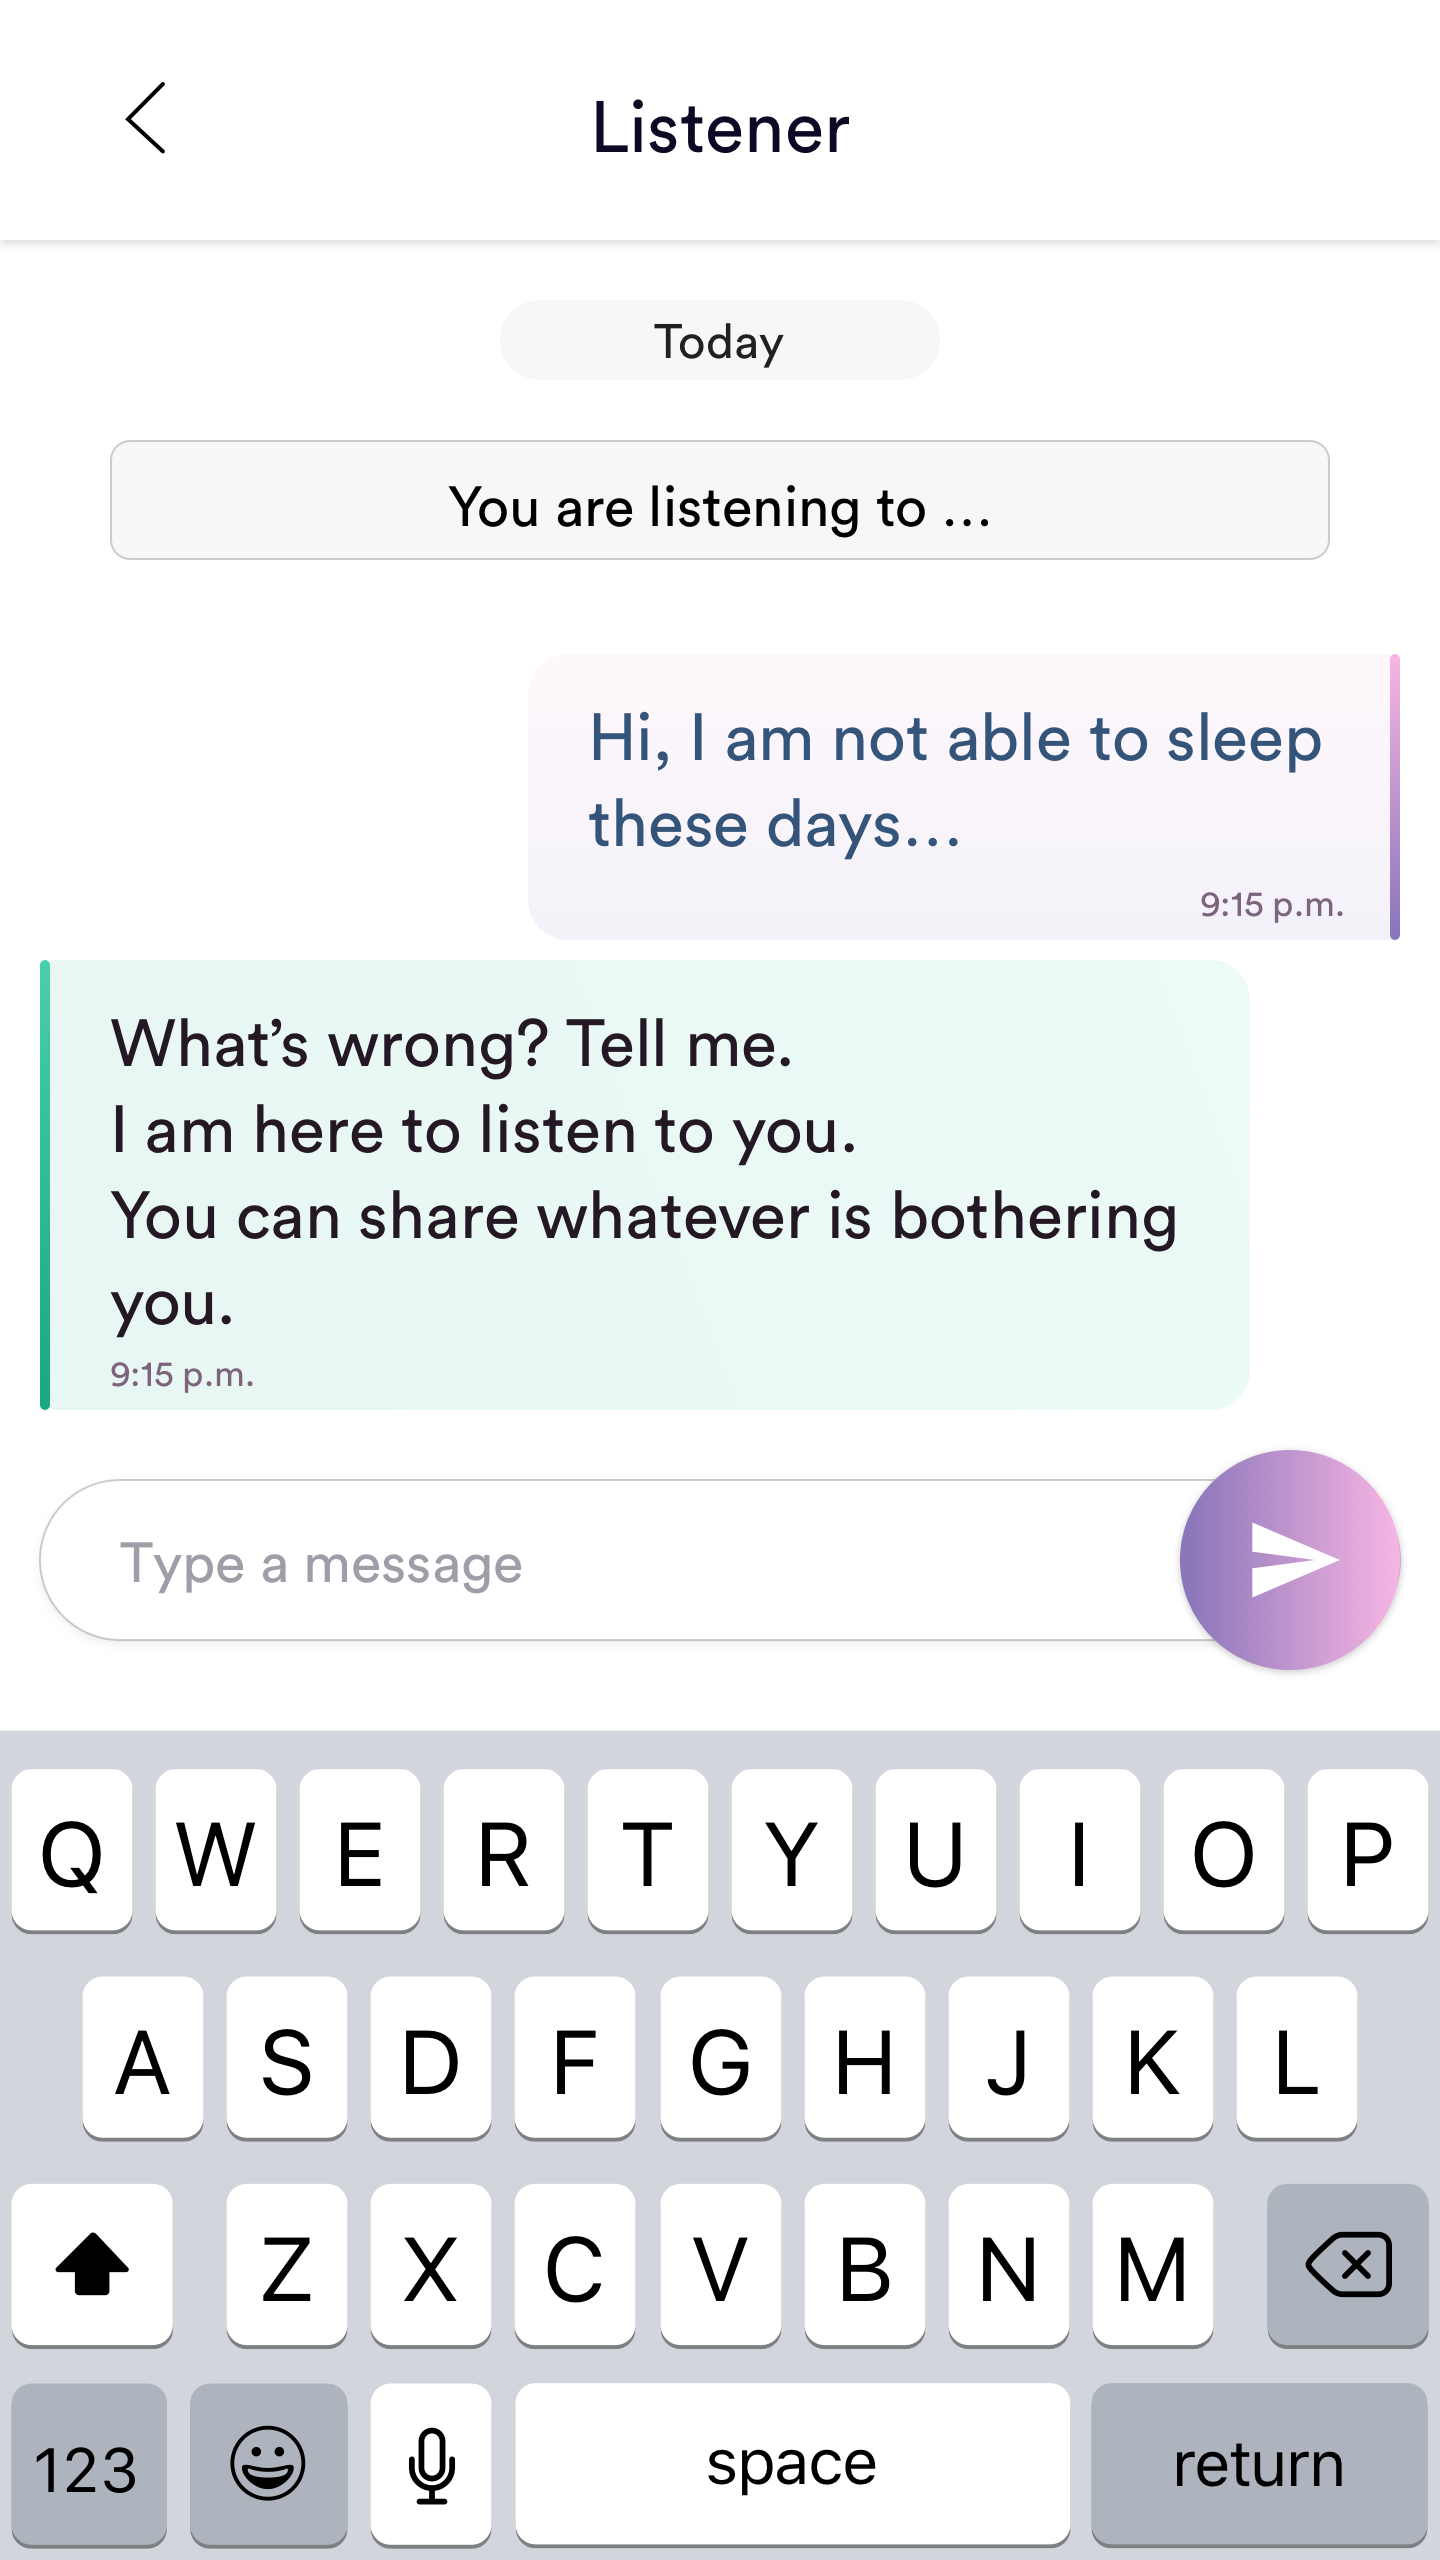 Listener
Today
You are listening to ...
Hi, I am not able to sleep
these days...
9:15 p.m.
What’s wrong? Tell me.
I am here to listen to you.
You can share whatever is bothering
you.
9:15 p.m.
Type a message
Q W E R T Y U I O P
A S D F G H J K L
Z X C V B N M
123 space return